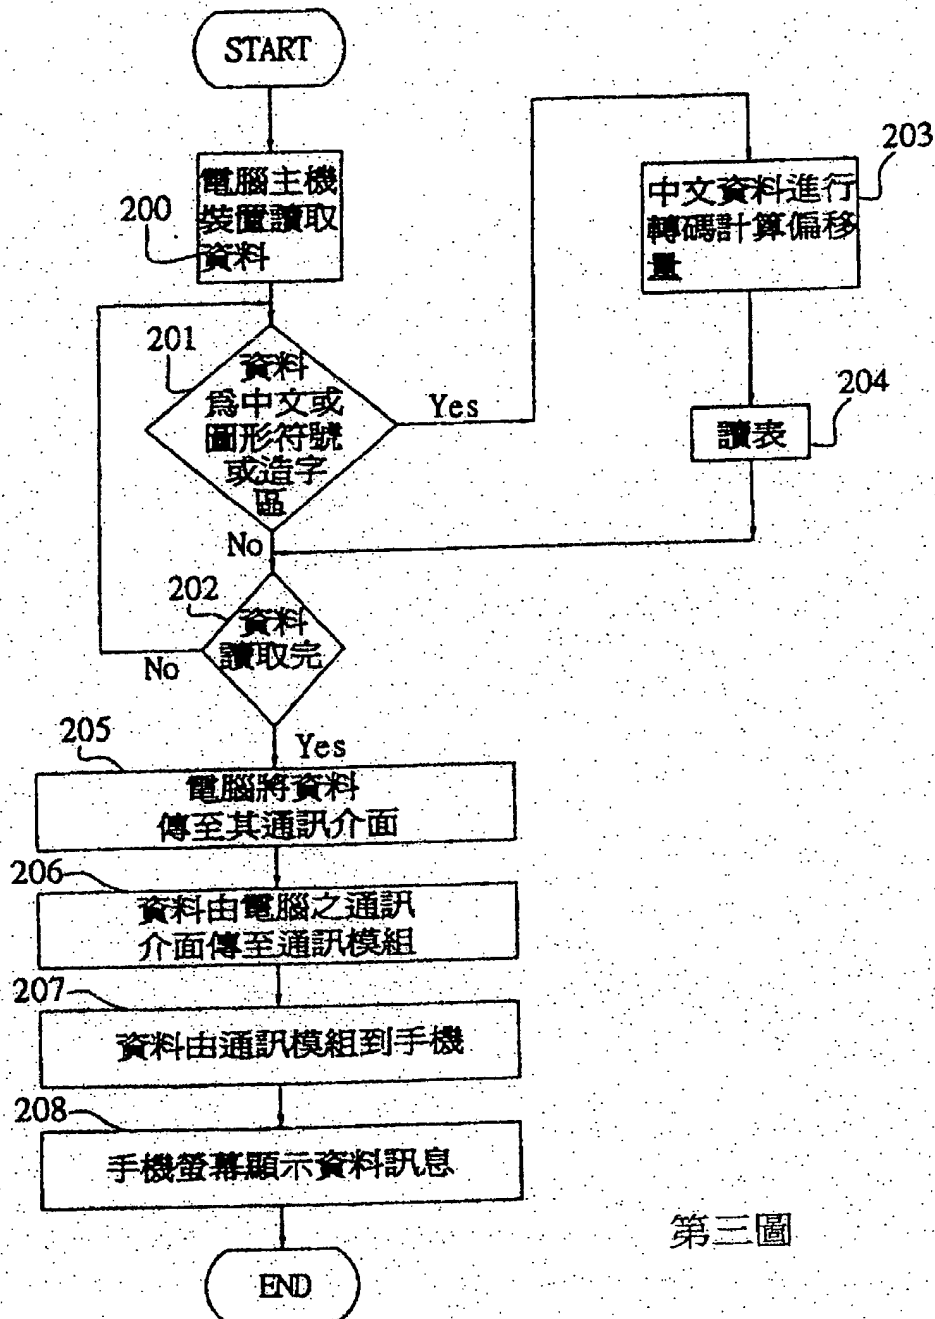 START
200
電腦主機
裝置讀取
資料
201
資料
爲中文或
圖形符號
或造字
區
Yes
203
中文資料進行
轉碼計算偏移
量
204
讀表
No
202
資料
讀取完
No
Yes
205
電腦將資料
傳至其通訊介面
206
資料由電腦之通訊
介面傳至通訊模組
207
資料由通訊模組到手機
208
手機螢幕顯示資料訊息
END
第三圖